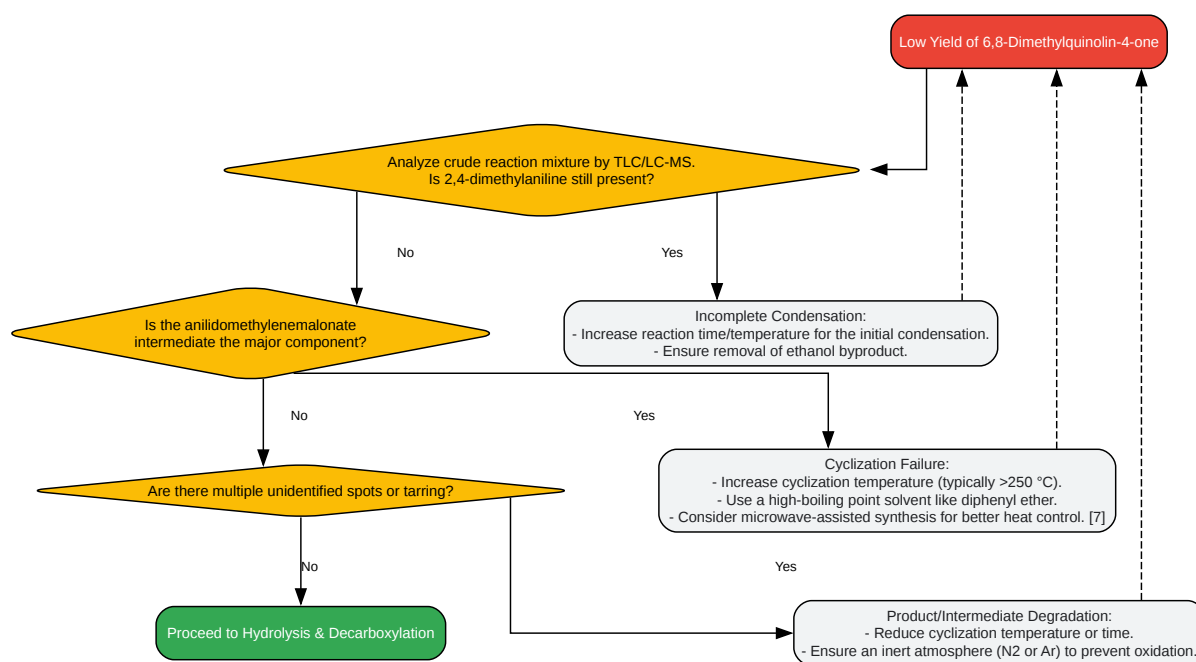 Low Yield of 6,8-Dimethylquinolin-4-one
Analyze crude reaction mixture by TLC/LC-MS.
Is 2,4-dimethylaniline still present?
No
Yes
Is the anilidomethylenemalonate
intermediate the major component?
Incomplete Condensation:
- Increase reaction time/temperature for the initial condensation.
- Ensure removal of ethanol byproduct.
No
Yes
Are there multiple unidentified spots or tarring?
Cyclization Failure:
- Increase cyclization temperature (typically >250 °C).
- Use a high-boiling point solvent like diphenyl ether.
- Consider microwave-assisted synthesis for better heat control. [7]
No
Yes
Proceed to Hydrolysis & Decarboxylation
Product/Intermediate Degradation:
- Reduce cyclization temperature or time.
- Ensure an inert atmosphere (N2 or Ar) to prevent oxidation.